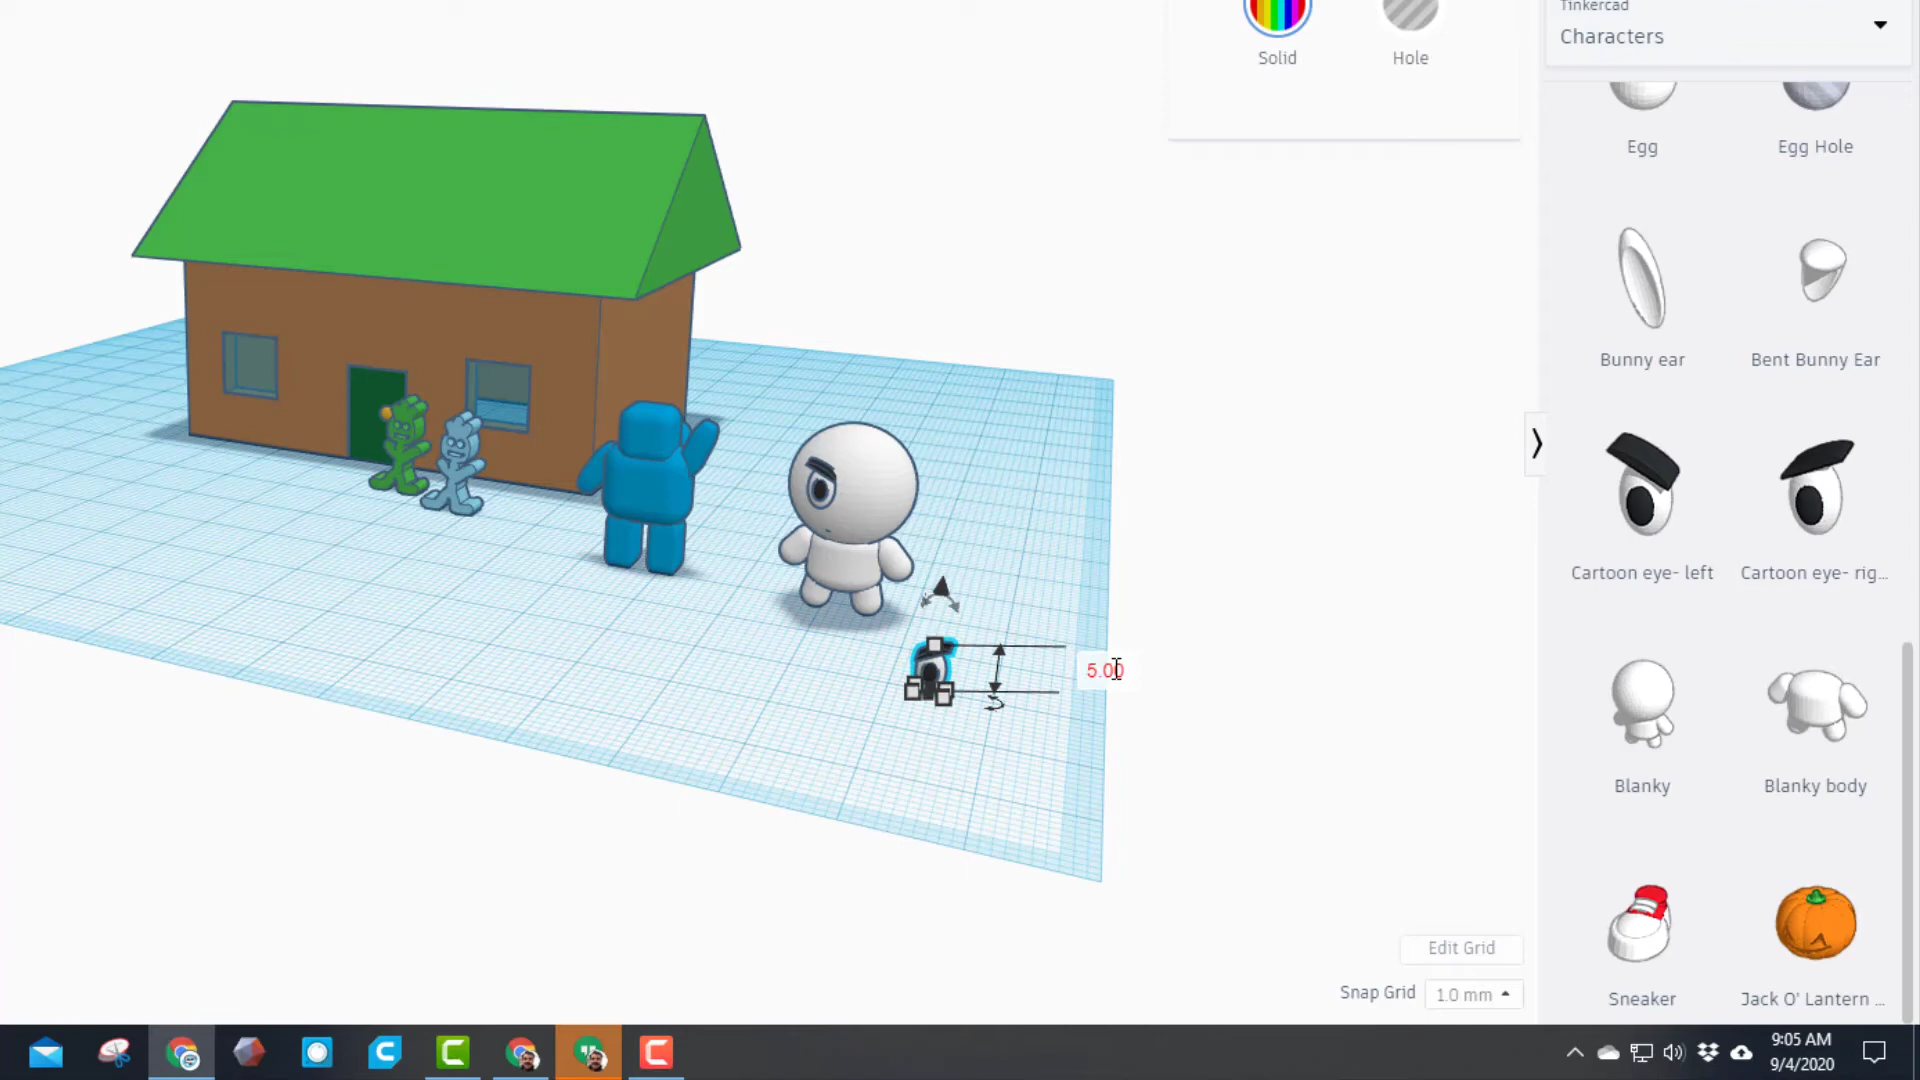 Tinkercad
Characters
Solid
Hole
Egg
Egg Hole
Bunny ear
Bent Bunny Ear
Cartoon eye- left
Cartoon eye- rig...
5.00
Blanky
Blanky body
Edit Grid
Snap Grid
1.0 mm
Sneaker
Jack O' Lantern ...
9:05 AM
9/4/2020